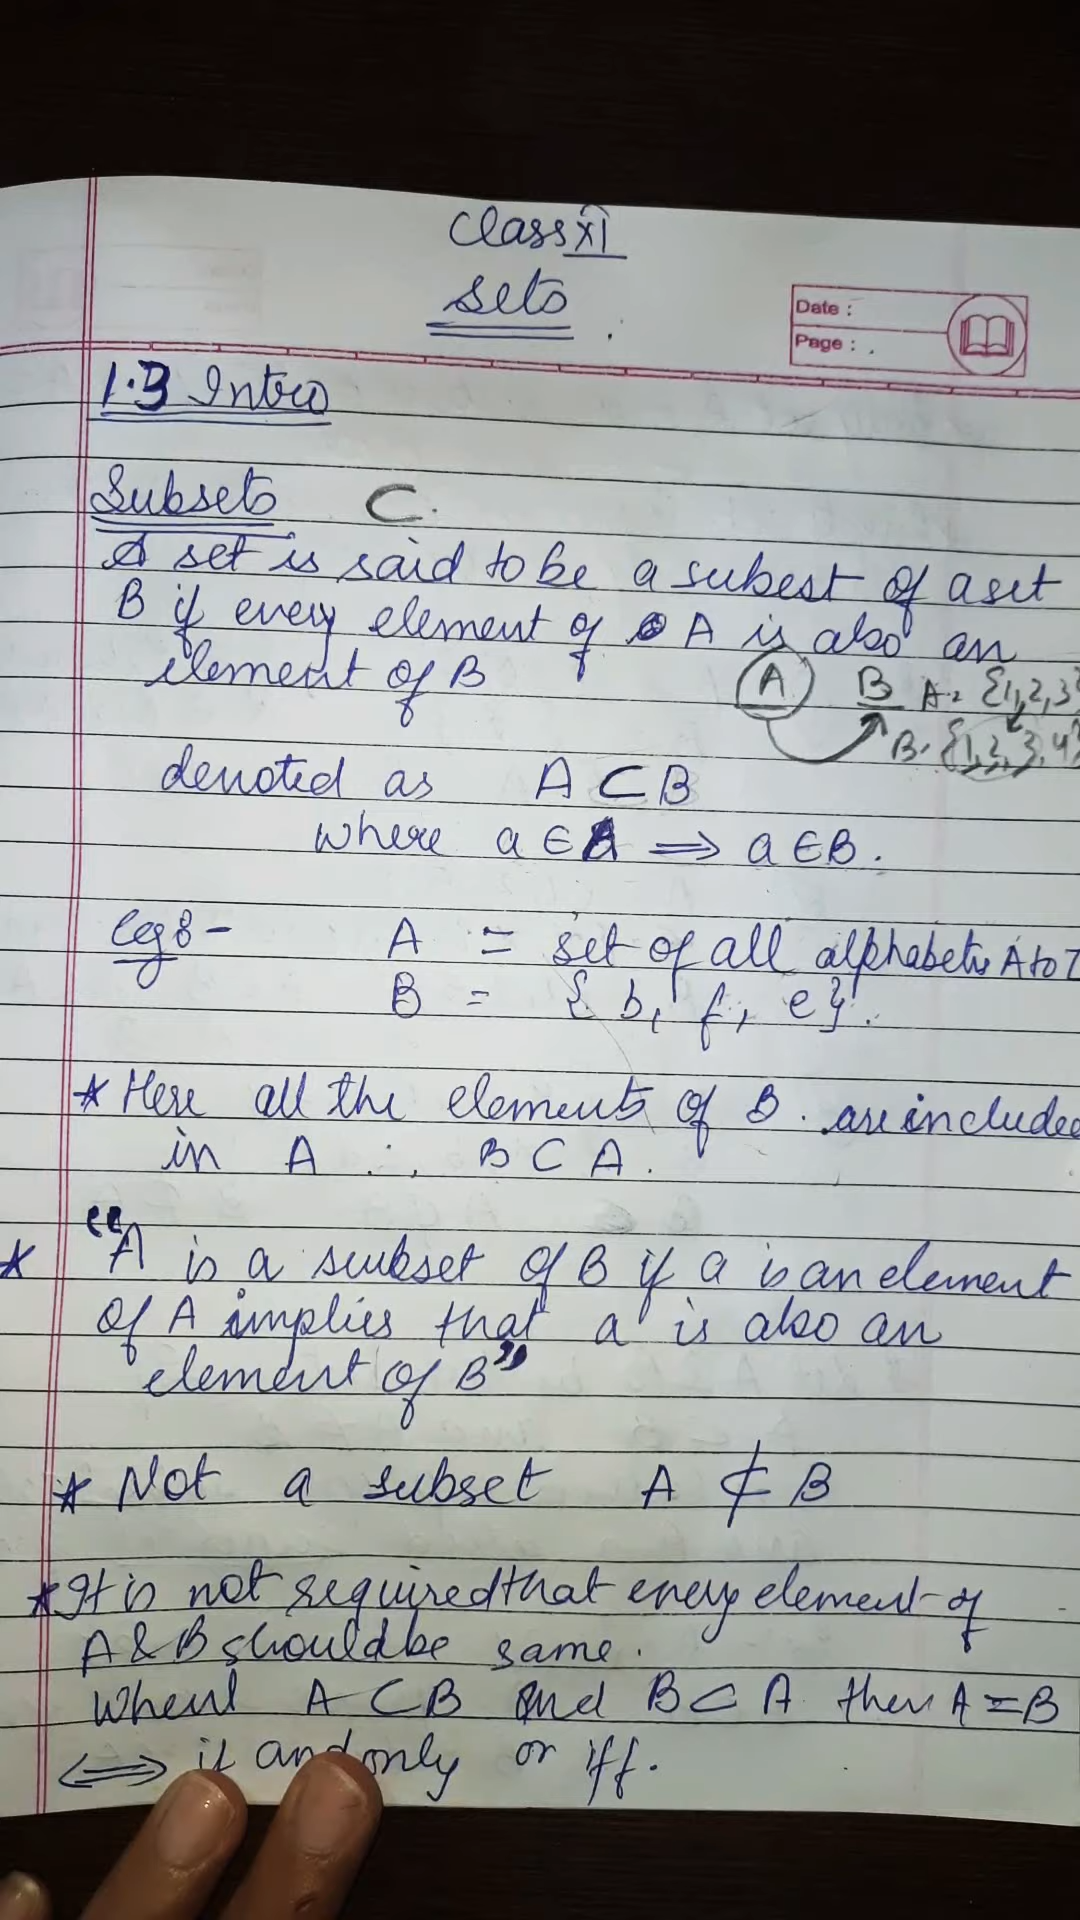 Class XI
Sets
Date :
Page :
1.3 Intro
Subsets ⊂
A set is said to be a subest of a set
B if every element of A is also an
element of B
A B A = {1,2,3}
B = {1,2,3,4}
denoted as A ⊂ B
where a ∈ A ⟹ a ∈ B.
eg :- A = set of all alphabets A to Z
B = { b, f, e}.
* Here all the elements of B are included
in A ∴ B ⊂ A.
* "A is a subset of B if a is an element
of A implies that a is also an
element of B"
* Not a subset A ⊄ B
* It is not required that every element of
A & B should be same.
When A ⊂ B and B ⊂ A then A = B
⟺ if and only or iff.